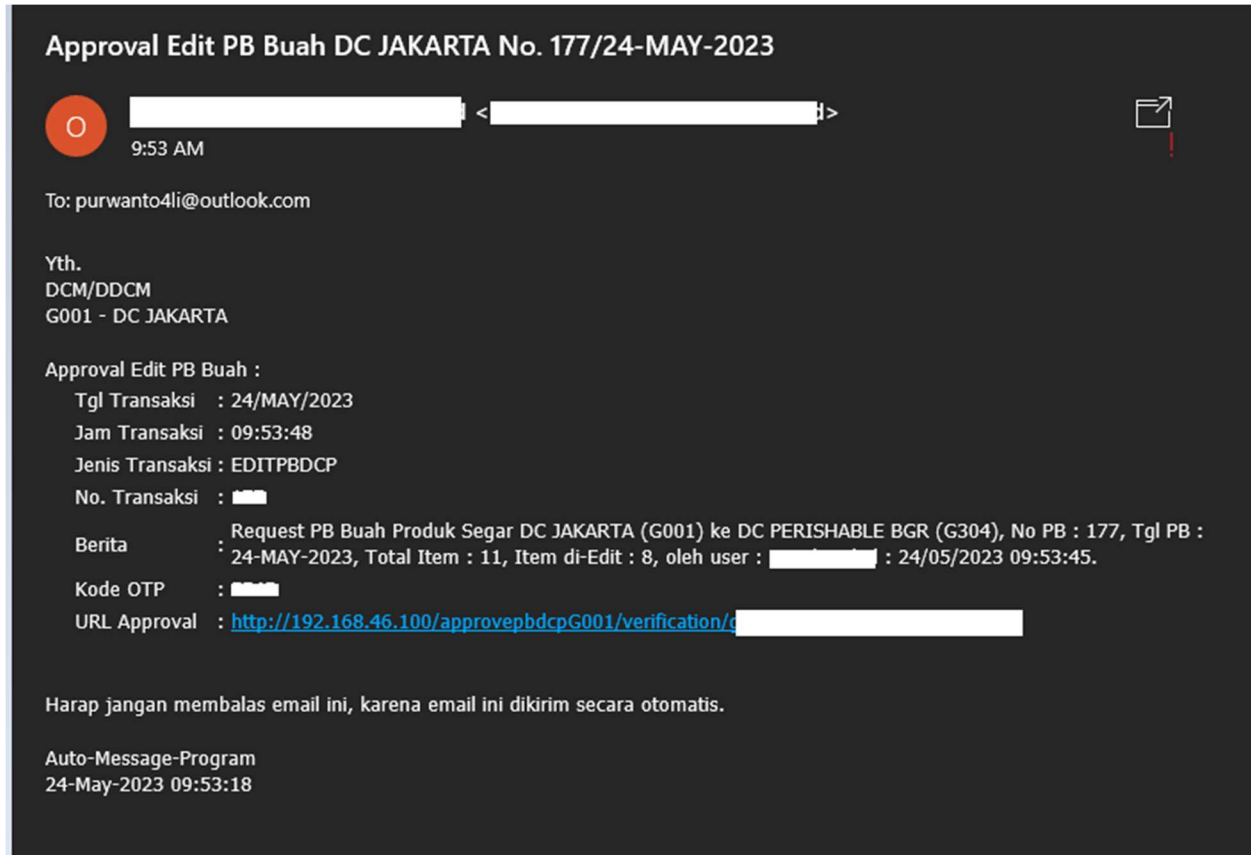 Approval Edit PB Buah DC JAKARTA No. 177/24-MAY-2023
O
< >
9:53 AM
!
To: purwanto4li@outlook.com
Yth.
DCM/DDCM
G001 - DC JAKARTA
Approval Edit PB Buah :
Tgl Transaksi : 24/MAY/2023
Jam Transaksi : 09:53:48
Jenis Transaksi : EDITPBDCP
No. Transaksi :
Berita : Request PB Buah Produk Segar DC JAKARTA (G001) ke DC PERISHABLE BGR (G304), No PB : 177, Tgl PB :
24-MAY-2023, Total Item : 11, Item di-Edit : 8, oleh user : : 24/05/2023 09:53:45.
Kode OTP :
URL Approval : http://192.168.46.100/approvepbdcpG001/verification/
Harap jangan membalas email ini, karena email ini dikirim secara otomatis.
Auto-Message-Program
24-May-2023 09:53:18